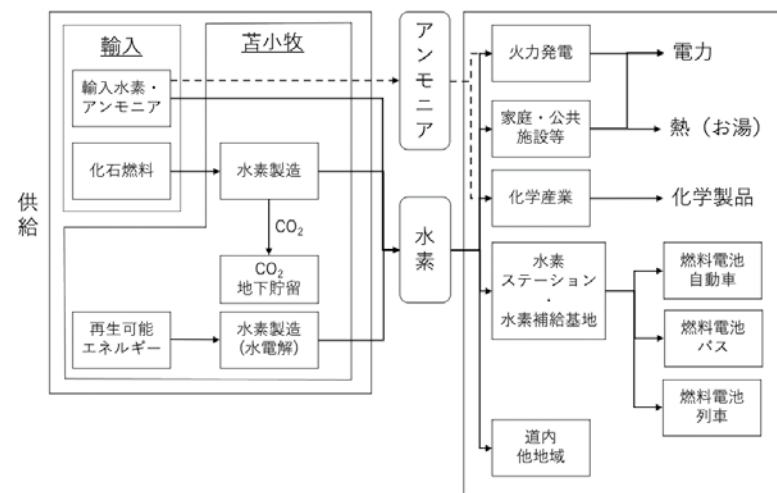 供
給
輸入
苫小牧
輸入水素・
アンモニア
化石燃料
水素製造
CO₂
CO₂
地下貯留
再生可能
エネルギー
水素製造
(水電解)
アンモニア
水素
火力発電
電力
家庭・公共
施設等
熱（お湯）
化学産業
化学製品
水素
ステーション
・
水素補給基地
燃料電池
自動車
燃料電池
バス
燃料電池
列車
道内
他地域